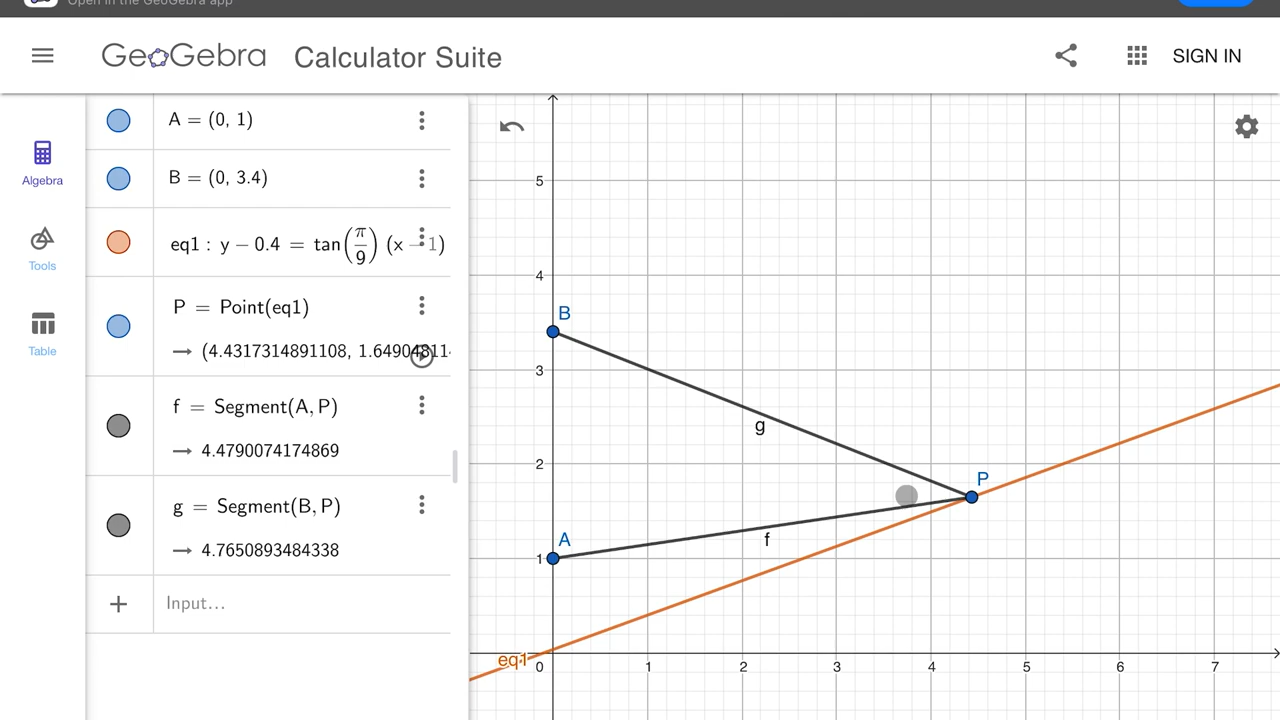 Open in the GeoGebra app
GeoGebra Calculator Suite SIGN IN
Algebra
Tools
Table
A = (0, 1)
B = (0, 3.4)
eq1 : y − 0.4 = tan(π/9) (x − 1)
P = Point(eq1)
→ (4.4317314891108, 1.649048114
f = Segment(A, P)
→ 4.4790074174869
g = Segment(B, P)
→ 4.7650893484338
+ Input…
5
4
B
3
g
2
P
A
f
1
eq1
0 1 2 3 4 5 6 7